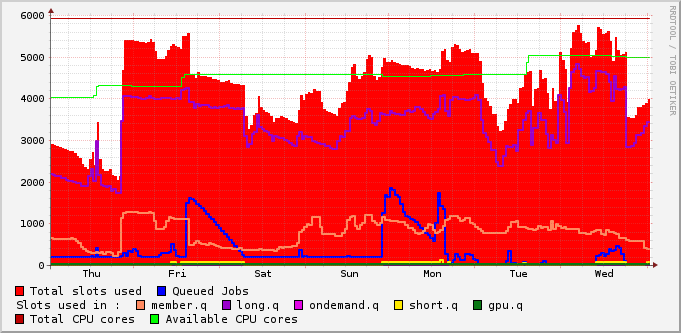 RRDTOOL / TOBI OETIKER
6000
5000
4000
3000
2000
1000
0
Thu Fri Sat Sun Mon Tue Wed
Total slots used Queued Jobs
Slots used in : member.q long.q ondemand.q short.q gpu.q
Total CPU cores Available CPU cores